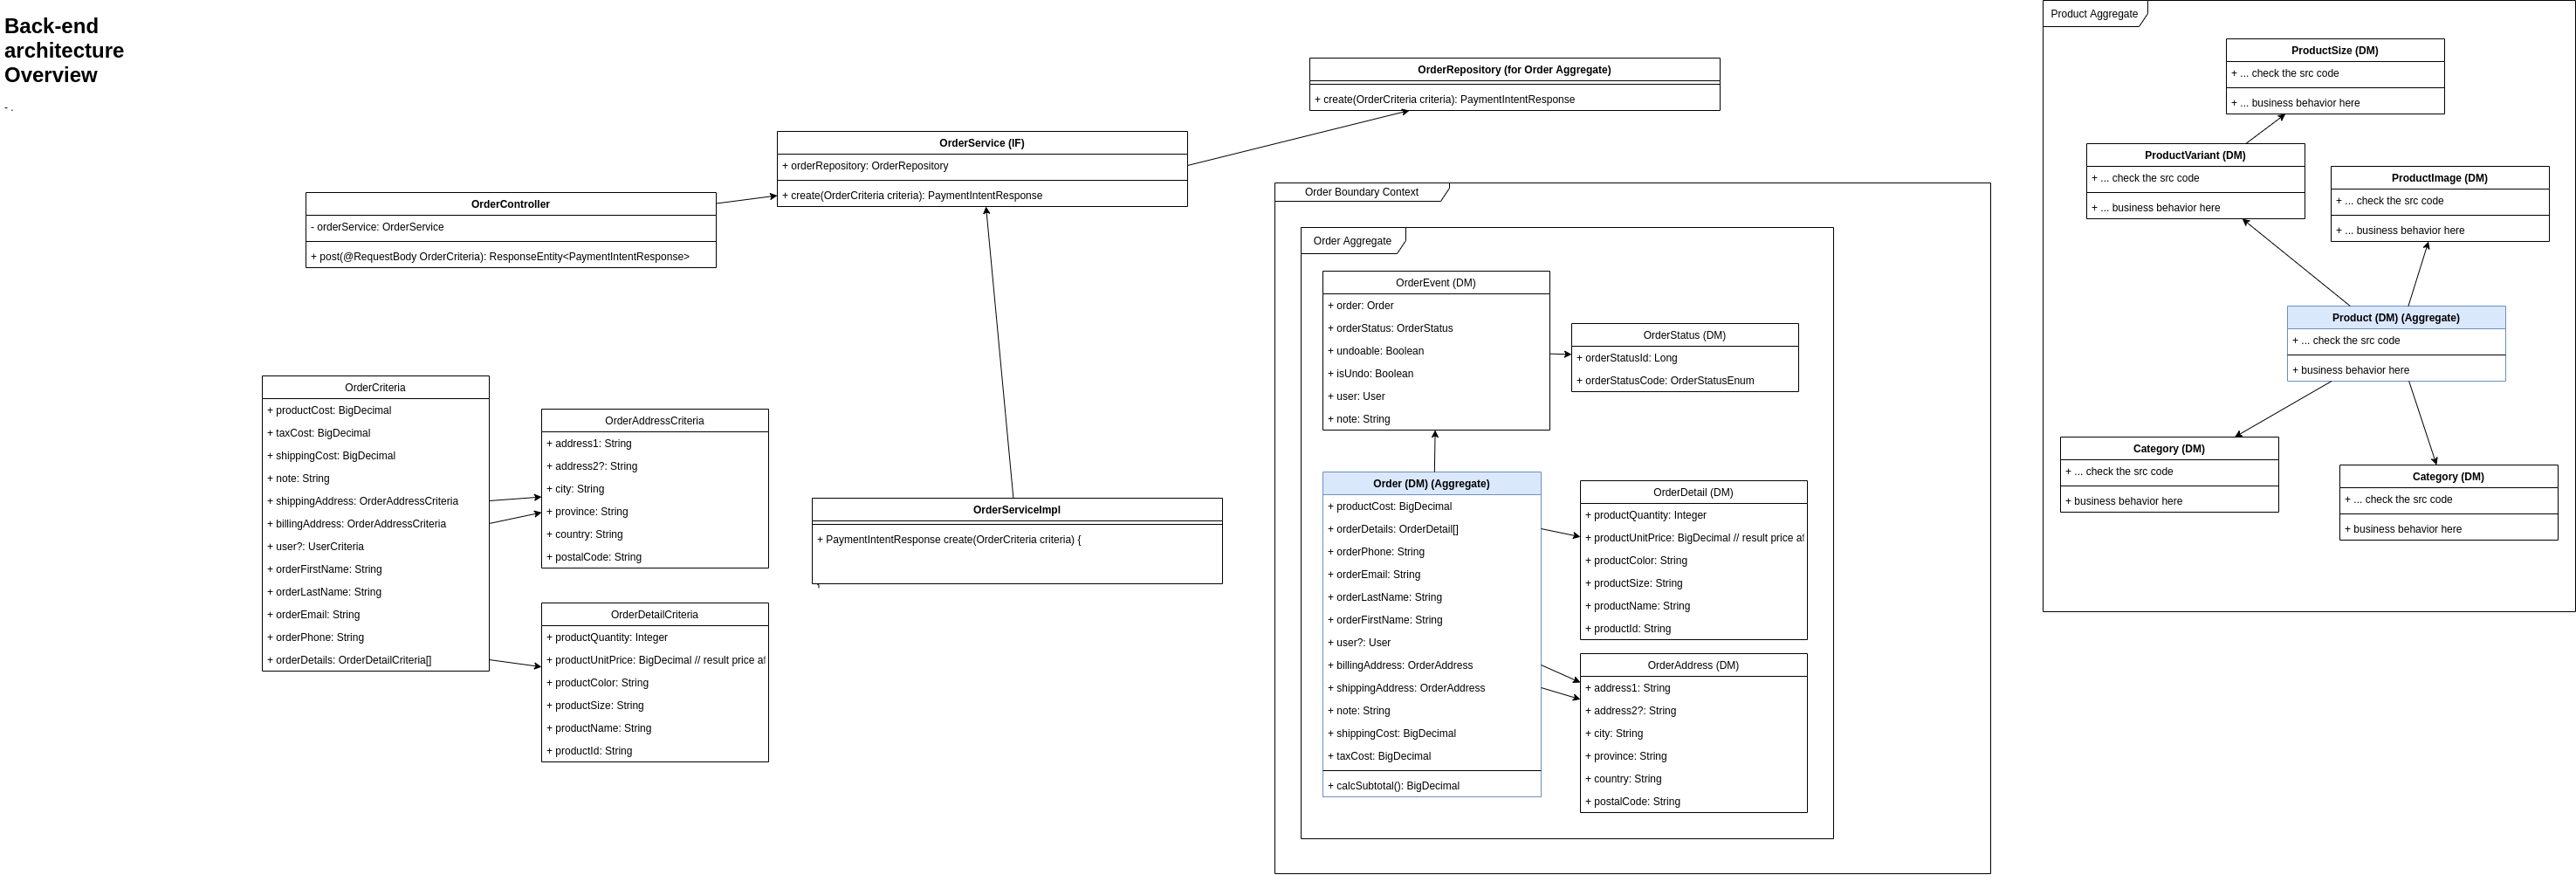 Back-end
architecture
Overview
- .
OrderController
- orderService: OrderService
+ post(@RequestBody OrderCriteria): ResponseEntity<PaymentIntentResponse>
OrderService (IF)
+ orderRepository: OrderRepository
+ create(OrderCriteria criteria): PaymentIntentResponse
OrderRepository (for Order Aggregate)
+ create(OrderCriteria criteria): PaymentIntentResponse
OrderCriteria
+ productCost: BigDecimal
+ taxCost: BigDecimal
+ shippingCost: BigDecimal
+ note: String
+ shippingAddress: OrderAddressCriteria
+ billingAddress: OrderAddressCriteria
+ user?: UserCriteria
+ orderFirstName: String
+ orderLastName: String
+ orderEmail: String
+ orderPhone: String
+ orderDetails: OrderDetailCriteria[]
OrderAddressCriteria
+ address1: String
+ address2?: String
+ city: String
+ province: String
+ country: String
+ postalCode: String
OrderDetailCriteria
+ productQuantity: Integer
+ productUnitPrice: BigDecimal // result price
+ productColor: String
+ productSize: String
+ productName: String
+ productId: String
OrderServiceImpl
+ PaymentIntentResponse create(OrderCriteria criteria) {
Order Boundary Context
Order Aggregate
OrderEvent (DM)
+ order: Order
+ orderStatus: OrderStatus
+ undoable: Boolean
+ isUndo: Boolean
+ user: User
+ note: String
OrderStatus (DM)
+ orderStatusId: Long
+ orderStatusCode: OrderStatusEnum
Order (DM) (Aggregate)
+ productCost: BigDecimal
+ orderDetails: OrderDetail[]
+ orderPhone: String
+ orderEmail: String
+ orderLastName: String
+ orderFirstName: String
+ user?: User
+ billingAddress: OrderAddress
+ shippingAddress: OrderAddress
+ note: String
+ shippingCost: BigDecimal
+ taxCost: BigDecimal
+ calcSubtotal(): BigDecimal
OrderDetail (DM)
+ productQuantity: Integer
+ productUnitPrice: BigDecimal // result price
+ productColor: String
+ productSize: String
+ productName: String
+ productId: String
OrderAddress (DM)
+ address1: String
+ address2?: String
+ city: String
+ province: String
+ country: String
+ postalCode: String
Product Aggregate
ProductSize (DM)
+ ... check the src code
+ ... business behavior here
ProductVariant (DM)
+ ... check the src code
+ ... business behavior here
ProductImage (DM)
+ ... check the src code
+ ... business behavior here
Product (DM) (Aggregate)
+ ... check the src code
+ business behavior here
Category (DM)
+ ... check the src code
+ business behavior here
Category (DM)
+ ... check the src code
+ business behavior here